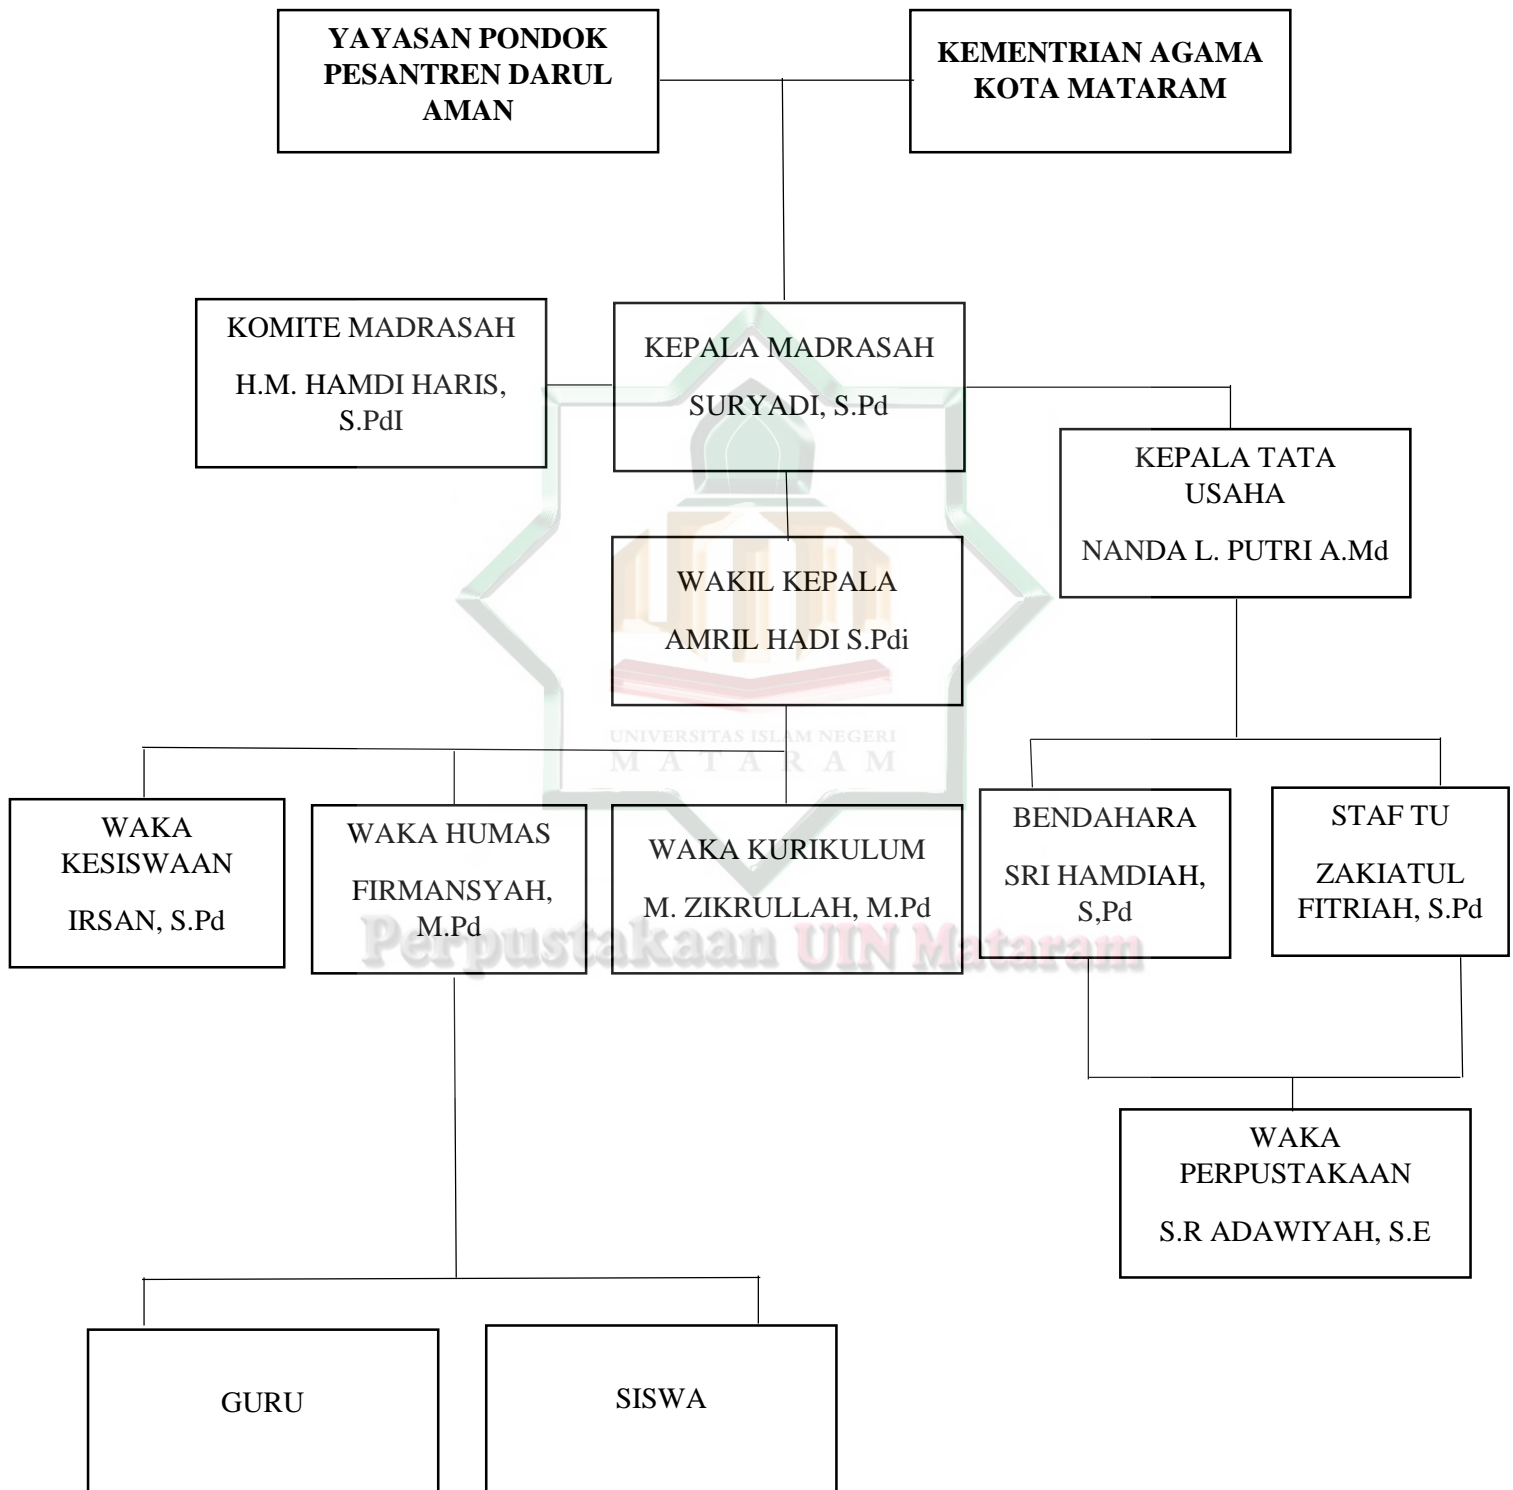 YAYASAN PONDOK
PESANTREN DARUL
AMAN
KEMENTRIAN AGAMA
KOTA MATARAM
KOMITE MADRASAH
H.M. HAMDI HARIS,
S.PdI
KEPALA MADRASAH
SURYADI, S.Pd
KEPALA TATA
USAHA
NANDA L. PUTRI A.Md
WAKIL KEPALA
AMRIL HADI S.Pdi
UNIVERSITAS ISLAM NEGERI
MATARAM
WAKA
KESISWAAN
IRSAN, S.Pd
WAKA HUMAS
FIRMANSYAH,
M.Pd
WAKA KURIKULUM
M. ZIKRULLAH, M.Pd
BENDAHARA
SRI HAMDIAH,
S,Pd
STAF TU
ZAKIATUL
FITRIAH, S.Pd
Perpustakaan UIN Mataram
WAKA
PERPUSTAKAAN
S.R ADAWIYAH, S.E
GURU
SISWA